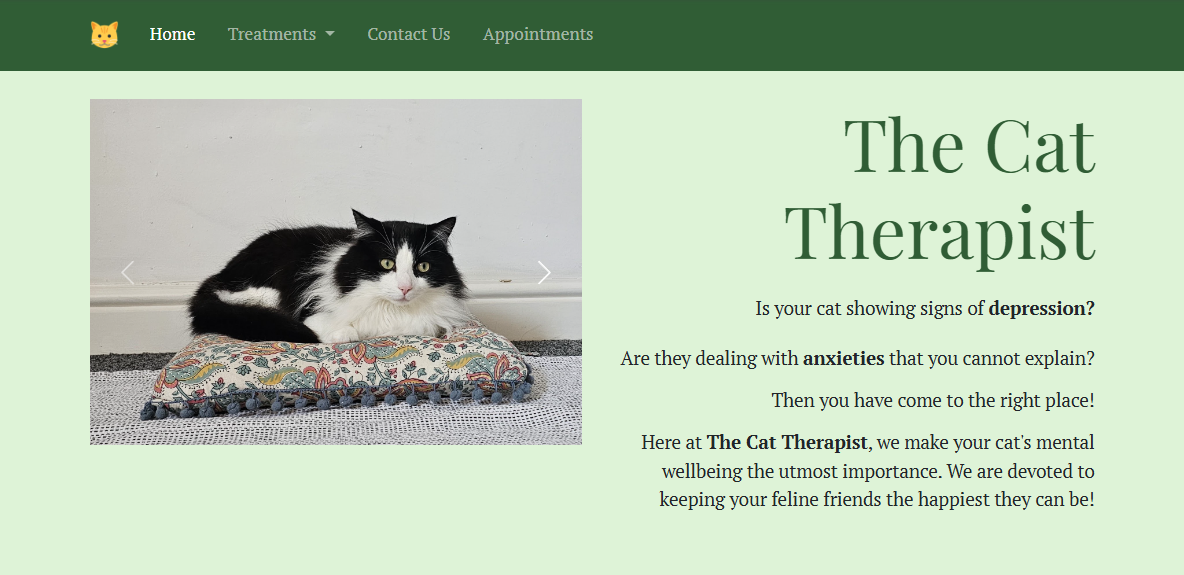 Home Treatments Contact Us Appointments
The Cat
Therapist
Is your cat showing signs of depression?
Are they dealing with anxieties that you cannot explain?
Then you have come to the right place!
Here at The Cat Therapist, we make your cat's mental
wellbeing the utmost importance. We are devoted to
keeping your feline friends the happiest they can be!